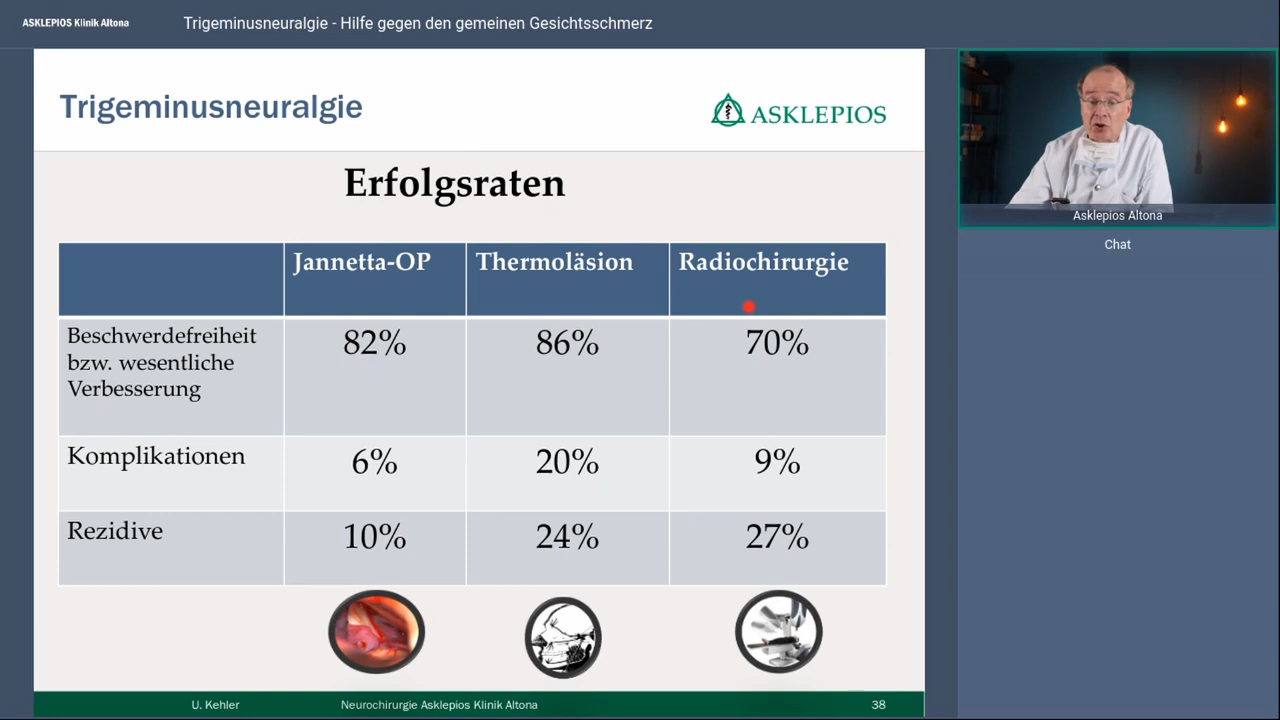 ASKLEPIOS Klinik Altona
Trigeminusneuralgie - Hilfe gegen den gemeinen Gesichtsschmerz
Trigeminusneuralgie
ASKLEPIOS
Erfolgsraten
Jannetta-OP Thermoläsion Radiochirurgie
Beschwerdefreiheit
bzw. wesentliche
Verbesserung
82% 86% 70%
Komplikationen 6% 20% 9%
Rezidive 10% 24% 27%
U. Kehler Neurochirurgie Asklepios Klinik Altona 38
Asklepios Altona
Chat